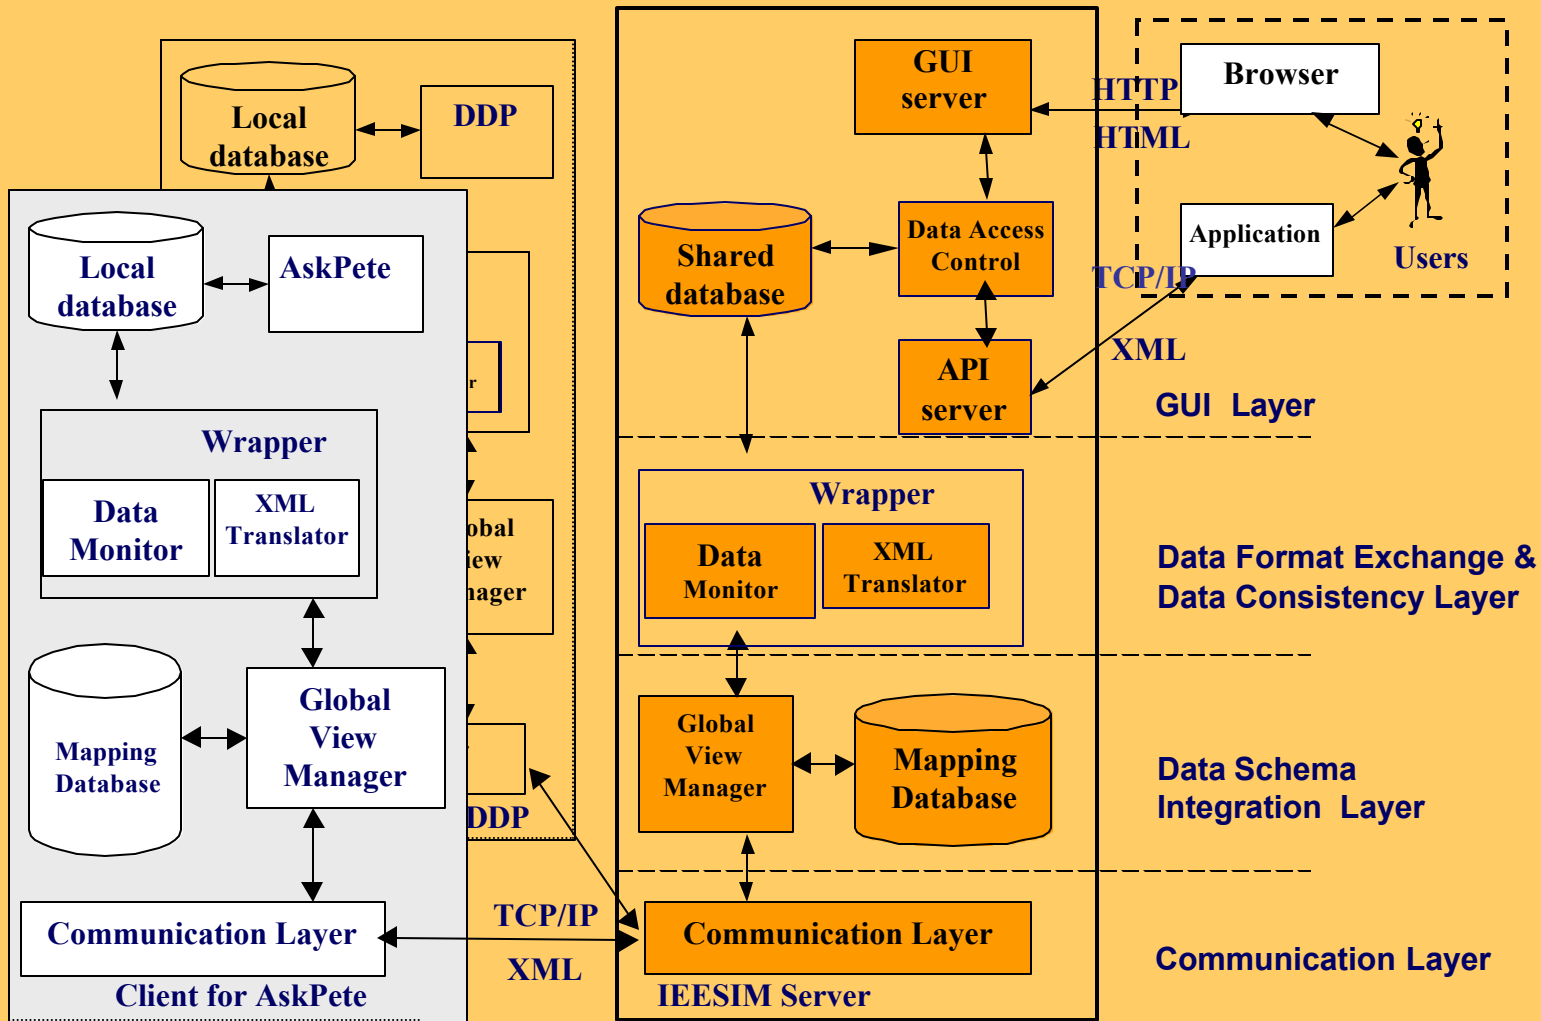 Local
database
DDP
Local
database
AskPete
Wrapper
Data
Monitor
XML
Translator
Mapping
Database
Global
View
Manager
Communication Layer
Client for AskPete
DDP
TCP/IP
XML
GUI
server
Shared
database
Data Access
Control
API
server
Wrapper
Data
Monitor
XML
Translator
Global
View
Manager
Mapping
Database
Communication Layer
IEESIM Server
HTTP
HTML
Browser
Application
Users
TCP/IP
XML
GUI Layer
Data Format Exchange &
Data Consistency Layer
Data Schema
Integration Layer
Communication Layer